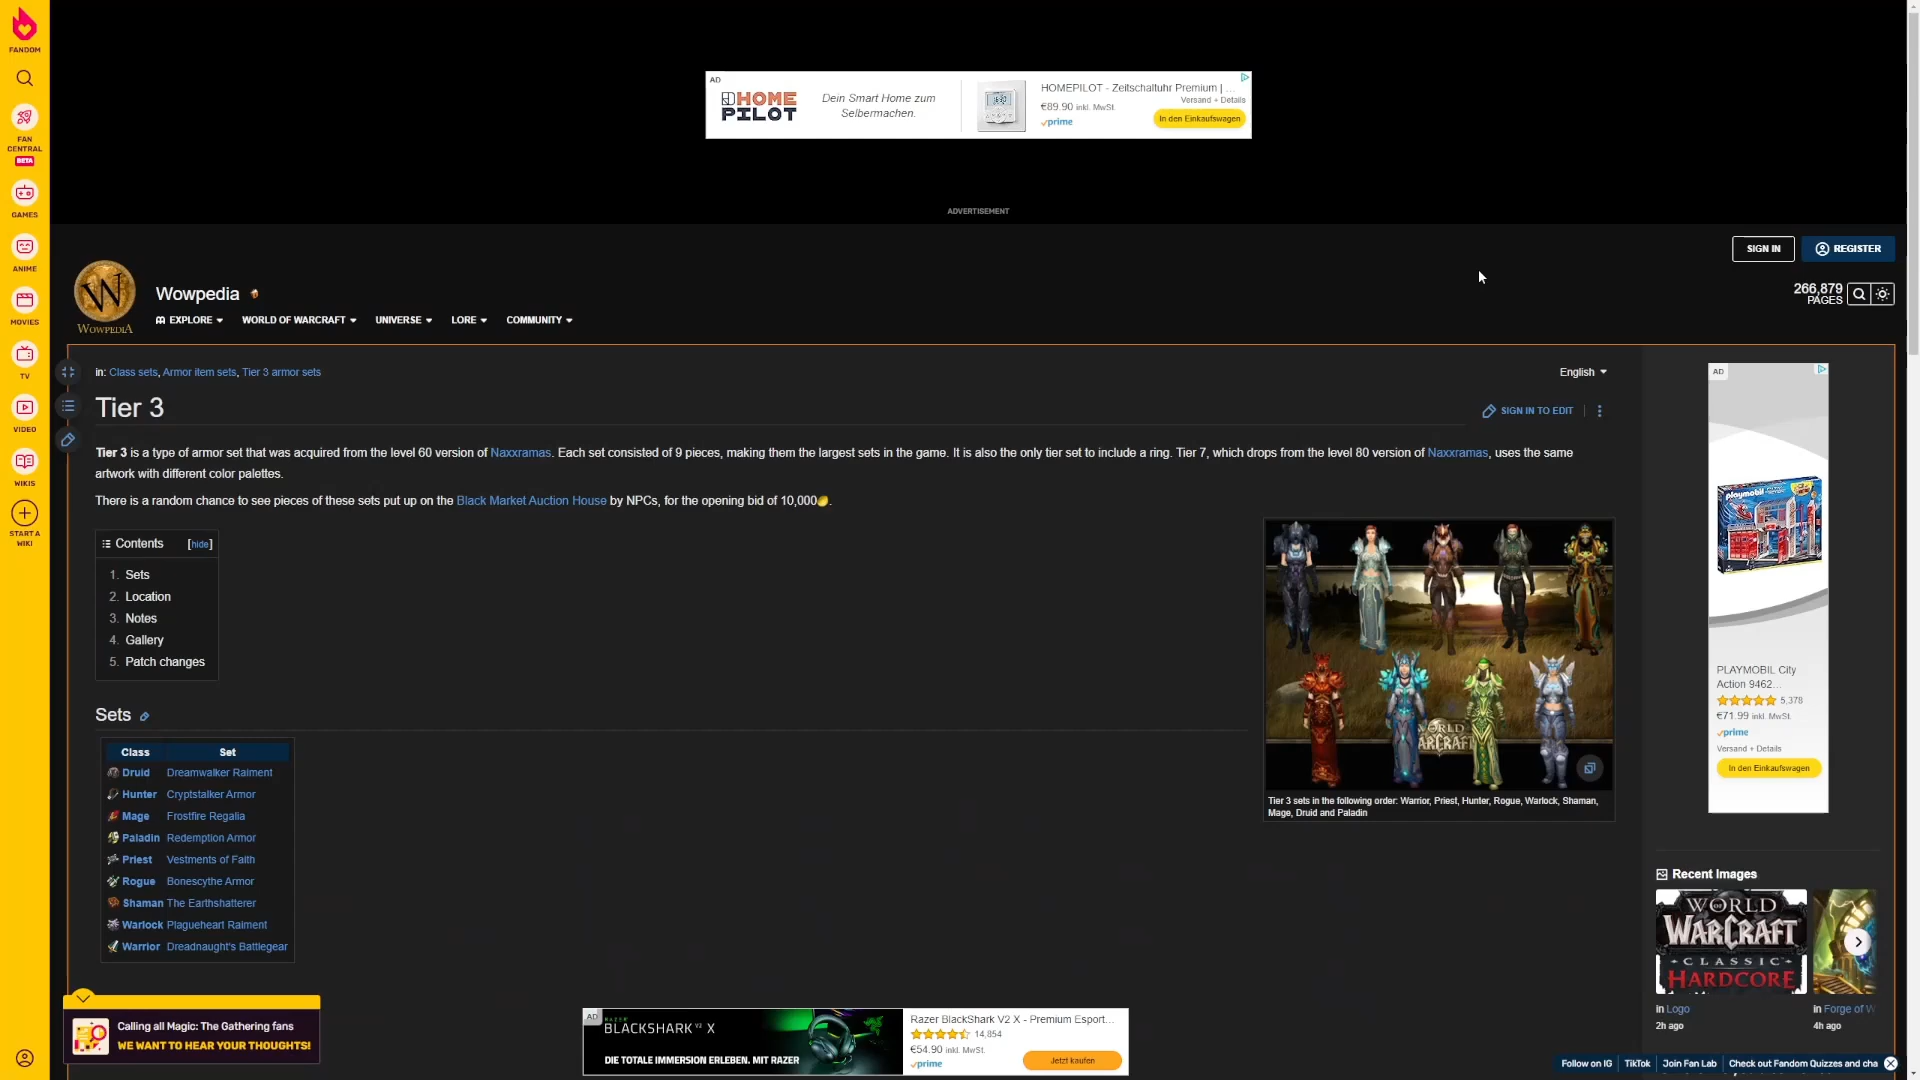 FANDOM
FAN
CENTRAL
BETA
GAMES
ANIME
MOVIES
TV
VIDEO
WIKIS
START A
WIKI
AD
HOME
PILOT
Dein Smart Home zum
Selbermachen.
HOMEPILOT - Zeitschaltuhr Premium | ...
Versand + Details
€89.90 inkl. MwSt.
prime
In den Einkaufswagen
ADVERTISEMENT
SIGN IN
REGISTER
WOWPEDIA
Wowpedia
266,879
PAGES
EXPLORE
WORLD OF WARCRAFT
UNIVERSE
LORE
COMMUNITY
in: Class sets, Armor item sets, Tier 3 armor sets
English
Tier 3
SIGN IN TO EDIT
Tier 3 is a type of armor set that was acquired from the level 60 version of Naxxramas. Each set consisted of 9 pieces, making them the largest sets in the game. It is also the only tier set to include a ring. Tier 7, which drops from the level 80 version of Naxxramas, uses the same
artwork with different color palettes.
There is a random chance to see pieces of these sets put up on the Black Market Auction House by NPCs, for the opening bid of 10,000.
Contents [hide]
1. Sets
2. Location
3. Notes
4. Gallery
5. Patch changes
WORLD OF
WARCRAFT
Tier 3 sets in the following order: Warrior, Priest, Hunter, Rogue, Warlock, Shaman,
Mage, Druid and Paladin
Sets
Class Set
Druid Dreamwalker Raiment
Hunter Cryptstalker Armor
Mage Frostfire Regalia
Paladin Redemption Armor
Priest Vestments of Faith
Rogue Bonescythe Armor
Shaman The Earthshatterer
Warlock Plagueheart Raiment
Warrior Dreadnaught's Battlegear
AD
playmobil
PLAYMOBIL City
Action 9462...
5,378
€71.99 inkl. MwSt.
prime
Versand + Details
In den Einkaufswagen
Recent Images
WORLD OF
WARCRAFT
CLASSIC
HARDCORE
in Logo
2h ago
in Forge of W
4h ago
Calling all Magic: The Gathering fans
WE WANT TO HEAR YOUR THOUGHTS!
AD
RAZER
BLACKSHARK V2 X
DIE TOTALE IMMERSION ERLEBEN. MIT RAZER
Razer BlackShark V2 X - Premium Esport...
14,854
€54.90 inkl. MwSt.
prime
Jetzt kaufen
Follow on IG
TikTok
Join Fan Lab
Check out Fandom Quizzes and cha